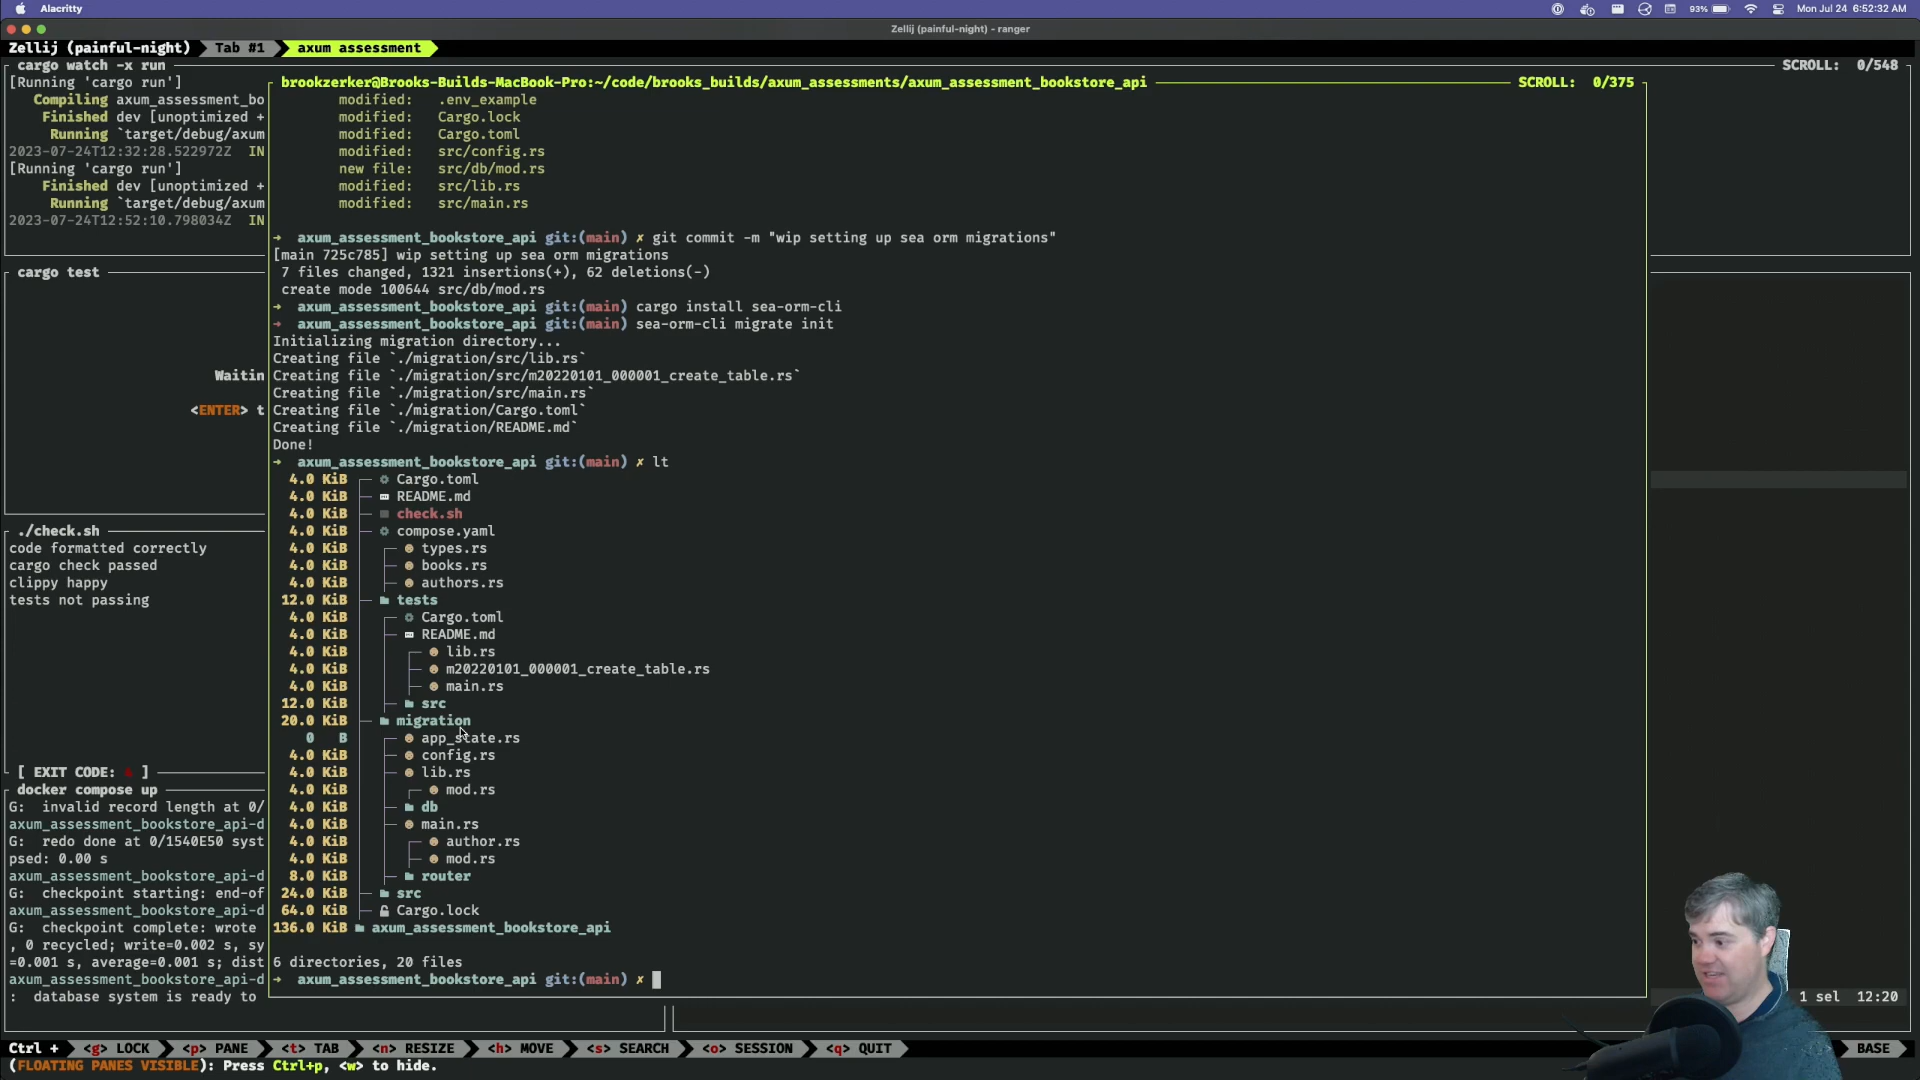 Alacritty
93%
Mon Jul 24 6:52:32 AM
Zellij (painful-night) - ranger
Zellij (painful-night) Tab #1 axum assessment
cargo watch -x run
SCROLL: 0/548
[Running 'cargo run']
Compiling axum_assessment_bo
Finished dev [unoptimized +
Running `target/debug/axum
2023-07-24T12:32:28.522972Z IN
[Running 'cargo run']
Finished dev [unoptimized +
Running `target/debug/axum
2023-07-24T12:52:10.798034Z IN
cargo test
Waitin
<ENTER> t
./check.sh
code formatted correctly
cargo check passed
clippy happy
tests not passing
[ EXIT CODE: ]
docker compose up
G: invalid record length at 0/
axum_assessment_bookstore_api-d
G: redo done at 0/1540E50 syst
psed: 0.00 s
axum_assessment_bookstore_api-d
G: checkpoint starting: end-of
axum_assessment_bookstore_api-d
G: checkpoint complete: wrote
, 0 recycled; write=0.002 s, sy
=0.001 s, average=0.001 s; dist
axum_assessment_bookstore_api-d
: database system is ready to
brookzerker@Brooks-Builds-MacBook-Pro:~/code/brooks_builds/axum_assessments/axum_assessment_bookstore_api
SCROLL: 0/375
modified: .env_example
modified: Cargo.lock
modified: Cargo.toml
modified: src/config.rs
new file: src/db/mod.rs
modified: src/lib.rs
modified: src/main.rs
➜ axum_assessment_bookstore_api git:(main) ✗ git commit -m "wip setting up sea orm migrations"
[main 725c785] wip setting up sea orm migrations
7 files changed, 1321 insertions(+), 62 deletions(-)
create mode 100644 src/db/mod.rs
➜ axum_assessment_bookstore_api git:(main) cargo install sea-orm-cli
➜ axum_assessment_bookstore_api git:(main) sea-orm-cli migrate init
Initializing migration directory...
Creating file `./migration/src/lib.rs`
Creating file `./migration/src/m20220101_000001_create_table.rs`
Creating file `./migration/src/main.rs`
Creating file `./migration/Cargo.toml`
Creating file `./migration/README.md`
Done!
➜ axum_assessment_bookstore_api git:(main) ✗ lt
4.0 KiB Cargo.toml
4.0 KiB README.md
4.0 KiB check.sh
4.0 KiB compose.yaml
4.0 KiB types.rs
4.0 KiB books.rs
4.0 KiB authors.rs
12.0 KiB tests
4.0 KiB Cargo.toml
4.0 KiB README.md
4.0 KiB lib.rs
4.0 KiB m20220101_000001_create_table.rs
4.0 KiB main.rs
12.0 KiB src
20.0 KiB migration
0 B app_state.rs
4.0 KiB config.rs
4.0 KiB lib.rs
4.0 KiB mod.rs
4.0 KiB db
4.0 KiB main.rs
4.0 KiB author.rs
4.0 KiB mod.rs
8.0 KiB router
24.0 KiB src
64.0 KiB Cargo.lock
136.0 KiB axum_assessment_bookstore_api
6 directories, 20 files
➜ axum_assessment_bookstore_api git:(main) ✗
1 sel 12:20
Ctrl + <g> LOCK <p> PANE <t> TAB <n> RESIZE <h> MOVE <s> SEARCH <o> SESSION <q> QUIT BASE
(FLOATING PANES VISIBLE): Press Ctrl+p, <w> to hide.